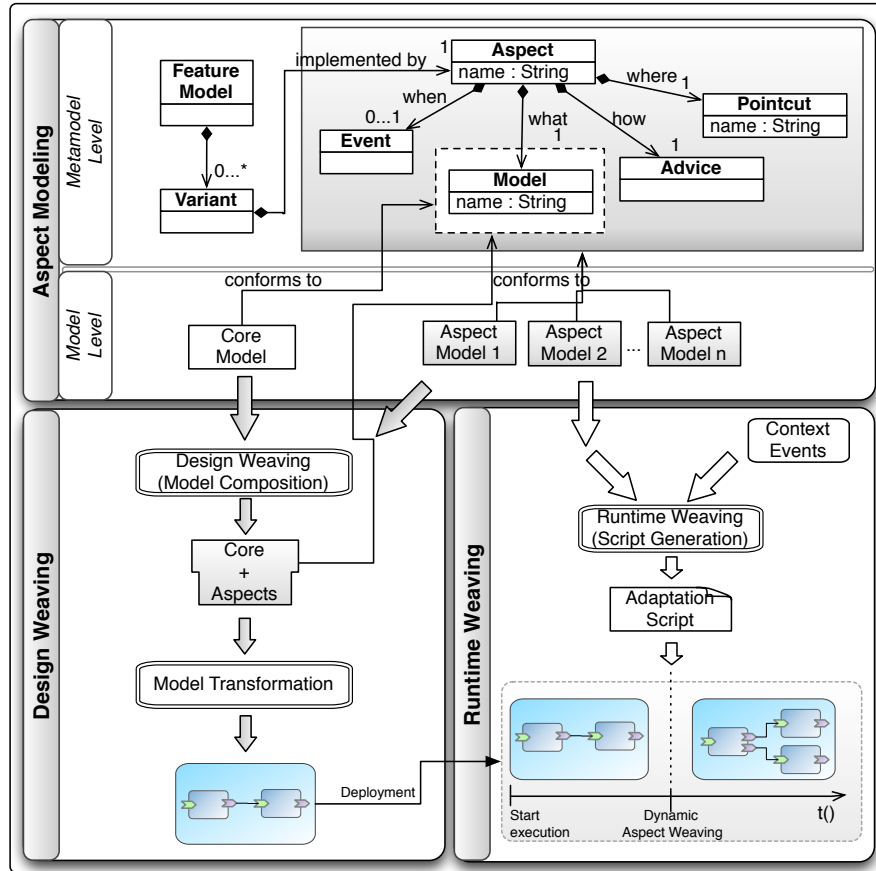 Aspect Modeling
Metamodel
Level
Feature
Model
0...*
Variant
implemented by
1
Aspect
name : String
when
0...1
Event
what
1
Model
name : String
how
1
Advice
where
1
Pointcut
name : String
Model
Level
conforms to
conforms to
Core
Model
Aspect
Model 1
Aspect
Model 2
...
Aspect
Model n
Design Weaving
Design Weaving
(Model Composition)
Core
+
Aspects
Model Transformation
Deployment
Runtime Weaving
Context
Events
Runtime Weaving
(Script Generation)
Adaptation
Script
Start
execution
Dynamic
Aspect Weaving
t()